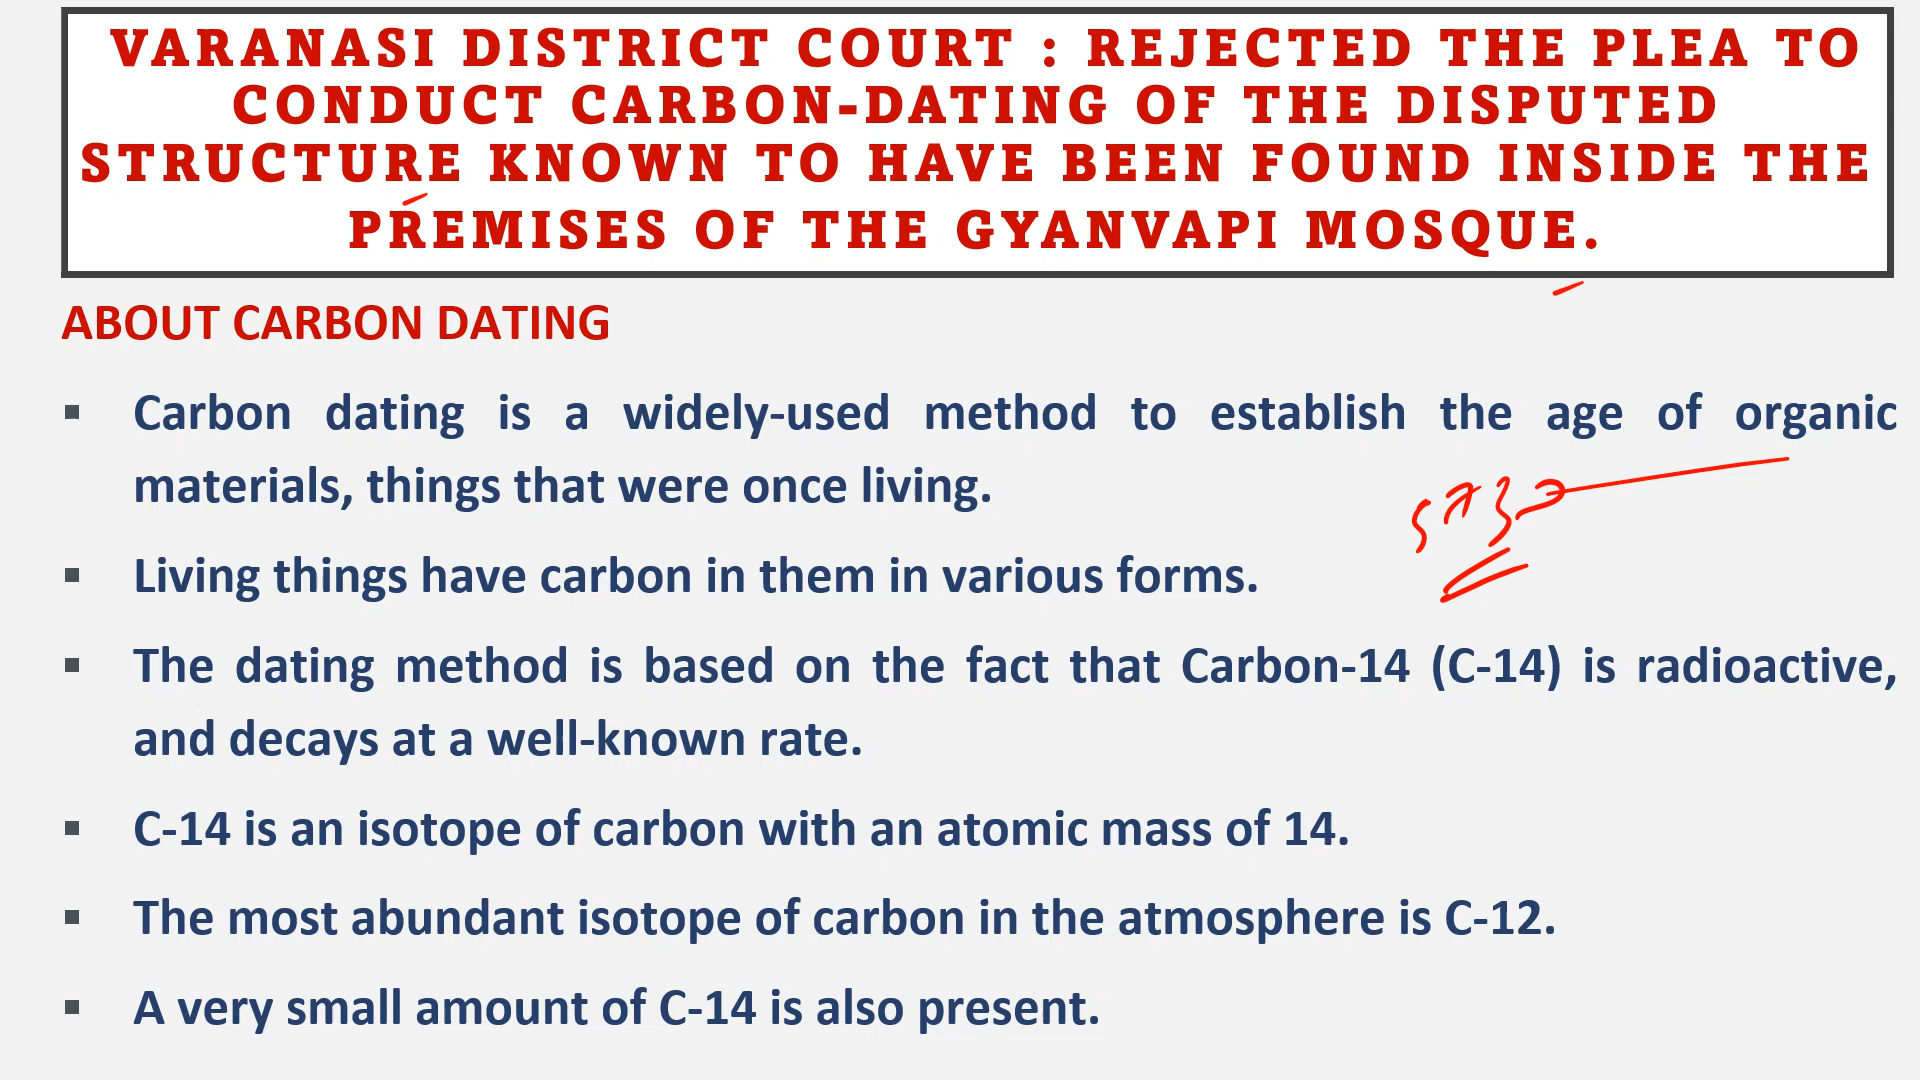 VARANASI DISTRICT COURT : REJECTED THE PLEA TO
CONDUCT CARBON-DATING OF THE DISPUTED
STRUCTURE KNOWN TO HAVE BEEN FOUND INSIDE THE
PREMISES OF THE GYANVAPI MOSQUE.
ABOUT CARBON DATING
▪ Carbon dating is a widely-used method to establish the age of organic
materials, things that were once living.
▪ Living things have carbon in them in various forms.
▪ The dating method is based on the fact that Carbon-14 (C-14) is radioactive,
and decays at a well-known rate.
▪ C-14 is an isotope of carbon with an atomic mass of 14.
▪ The most abundant isotope of carbon in the atmosphere is C-12.
▪ A very small amount of C-14 is also present.